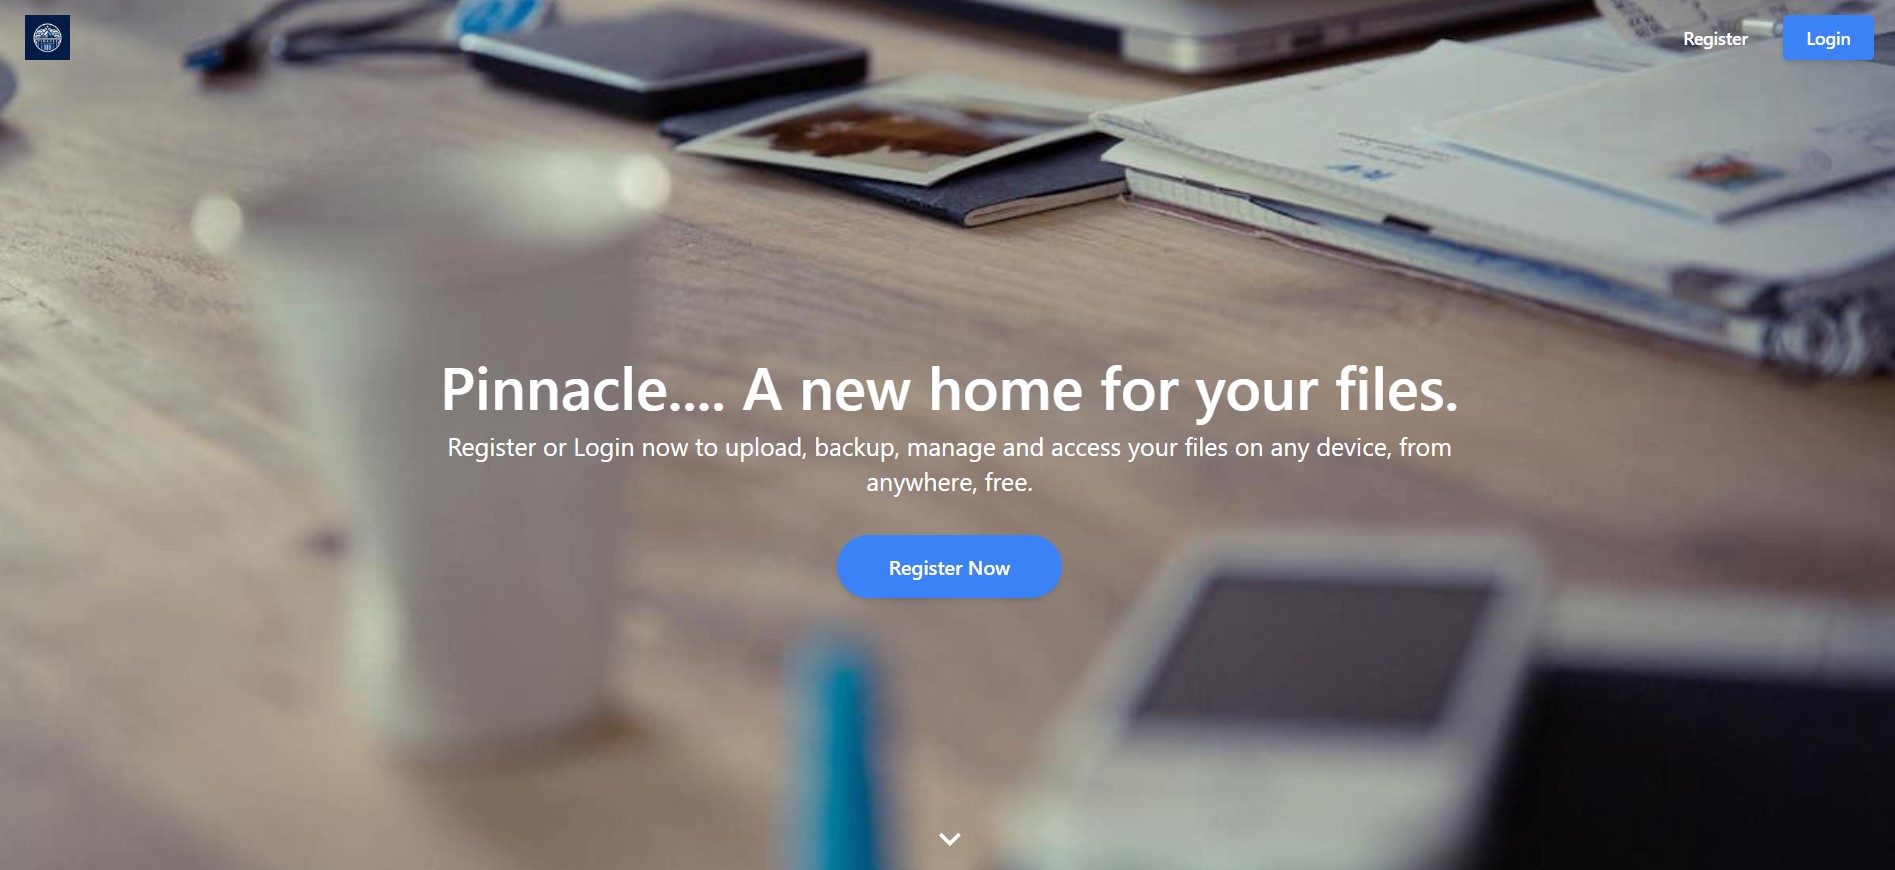 Register
Login
Pinnacle.... A new home for your files.
Register or Login now to upload, backup, manage and access your files on any device, from
anywhere, free.
Register Now